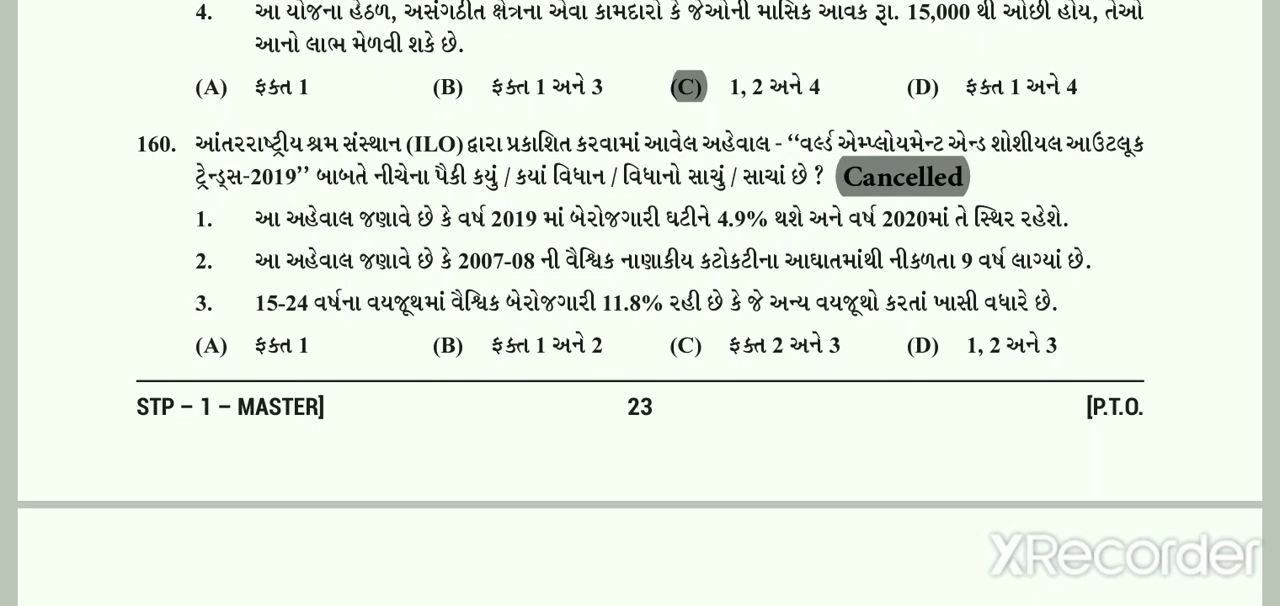 4. આ યોજના હેઠળ, અસંગઠીત ક્ષેત્રના એવા કામદારો કે જેઓની માસિક આવક રૂા. 15,000 થી ઓછી હોય, તેઓ
આનો લાભ મેળવી શકે છે.
(A) ફક્ત 1 (B) ફક્ત 1 અને 3 (C) 1, 2 અને 4 (D) ફક્ત 1 અને 4
160. આંતરરાષ્ટ્રીય શ્રમ સંસ્થાન (ILO) દ્વારા પ્રકાશિત કરવામાં આવેલ અહેવાલ - “વર્લ્ડ એમ્પ્લોયમેન્ટ એન્ડ શોશીયલ આઉટલૂક
ટ્રેન્ડ્સ-2019” બાબતે નીચેના પૈકી કયું / કયાં વિધાન / વિધાનો સાચું / સાચાં છે ? Cancelled
1. આ અહેવાલ જણાવે છે કે વર્ષ 2019 માં બેરોજગારી ઘટીને 4.9% થશે અને વર્ષ 2020માં તે સ્થિર રહેશે.
2. આ અહેવાલ જણાવે છે કે 2007-08 ની વૈશ્વિક નાણાકીય કટોકટીના આઘાતમાંથી નીકળતા 9 વર્ષ લાગ્યાં છે.
3. 15-24 વર્ષના વયજૂથમાં વૈશ્વિક બેરોજગારી 11.8% રહી છે કે જે અન્ય વયજૂથો કરતાં ખાસી વધારે છે.
(A) ફક્ત 1 (B) ફક્ત 1 અને 2 (C) ફક્ત 2 અને 3 (D) 1, 2 અને 3
STP – 1 – MASTER] 23 [P.T.O.
XRecorder